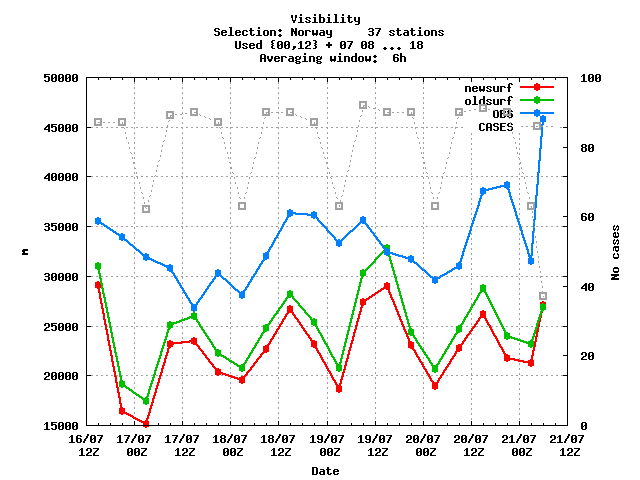 Visibility
Selection: Norway 37 stations
Used {00,12} + 07 08 ... 18
Averaging window: 6h
50000
45000
40000
35000
30000
25000
20000
15000
m
100
80
60
40
20
0
No cases
newsurf
oldsurf
OBS
CASES
16/07 17/07 17/07 18/07 18/07 19/07 19/07 20/07 20/07 21/07 21/07
12Z 00Z 12Z 00Z 12Z 00Z 12Z 00Z 12Z 00Z 12Z
Date